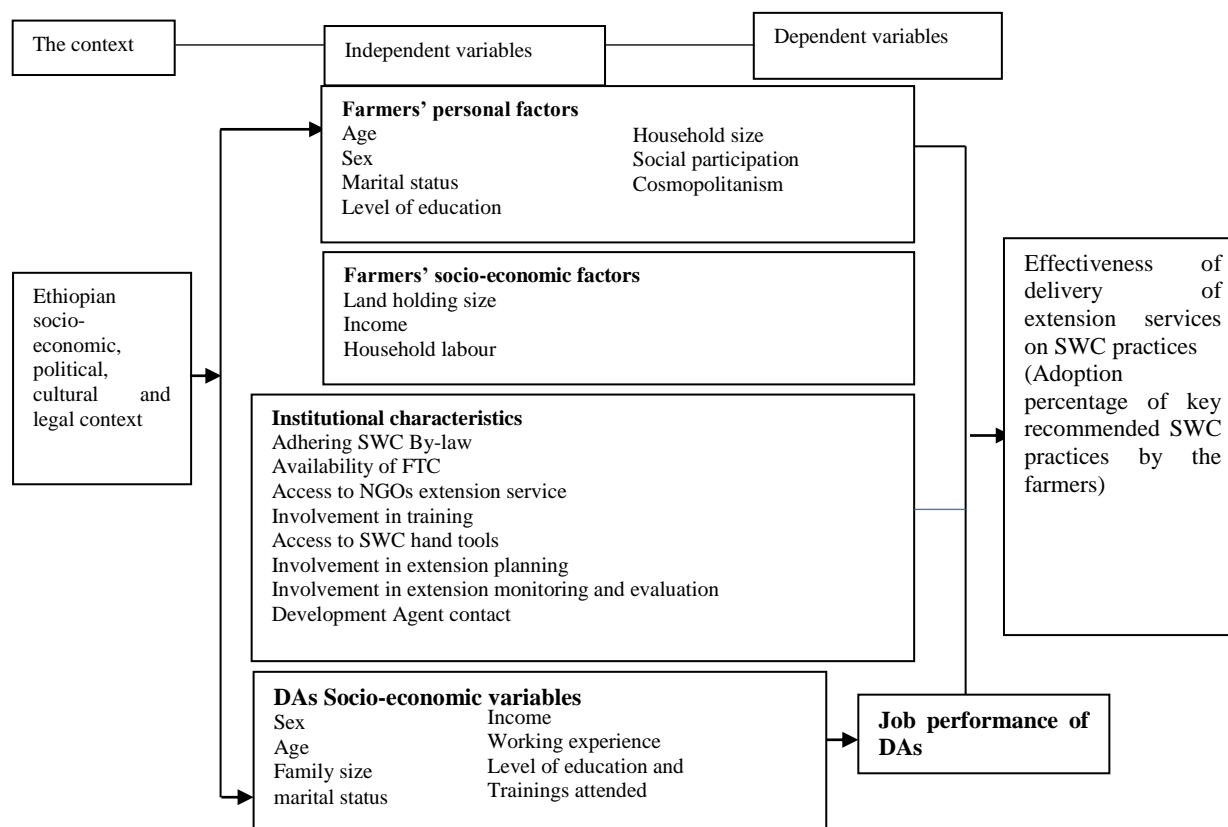 The context
Independent variables
Dependent variables
Farmers’ personal factors
Age
Sex
Marital status
Level of education
Household size
Social participation
Cosmopolitanism
Farmers’ socio-economic factors
Land holding size
Income
Household labour
Ethiopian
socio-
economic,
political,
cultural and
legal context
Institutional characteristics
Adhering SWC By-law
Availability of FTC
Access to NGOs extension service
Involvement in training
Access to SWC hand tools
Involvement in extension planning
Involvement in extension monitoring and evaluation
Development Agent contact
DAs Socio-economic variables
Sex
Age
Family size
marital status
Income
Working experience
Level of education and
Trainings attended
Job performance of
DAs
Effectiveness of
delivery of
extension services
on SWC practices
(Adoption
percentage of key
recommended SWC
practices by the
farmers)